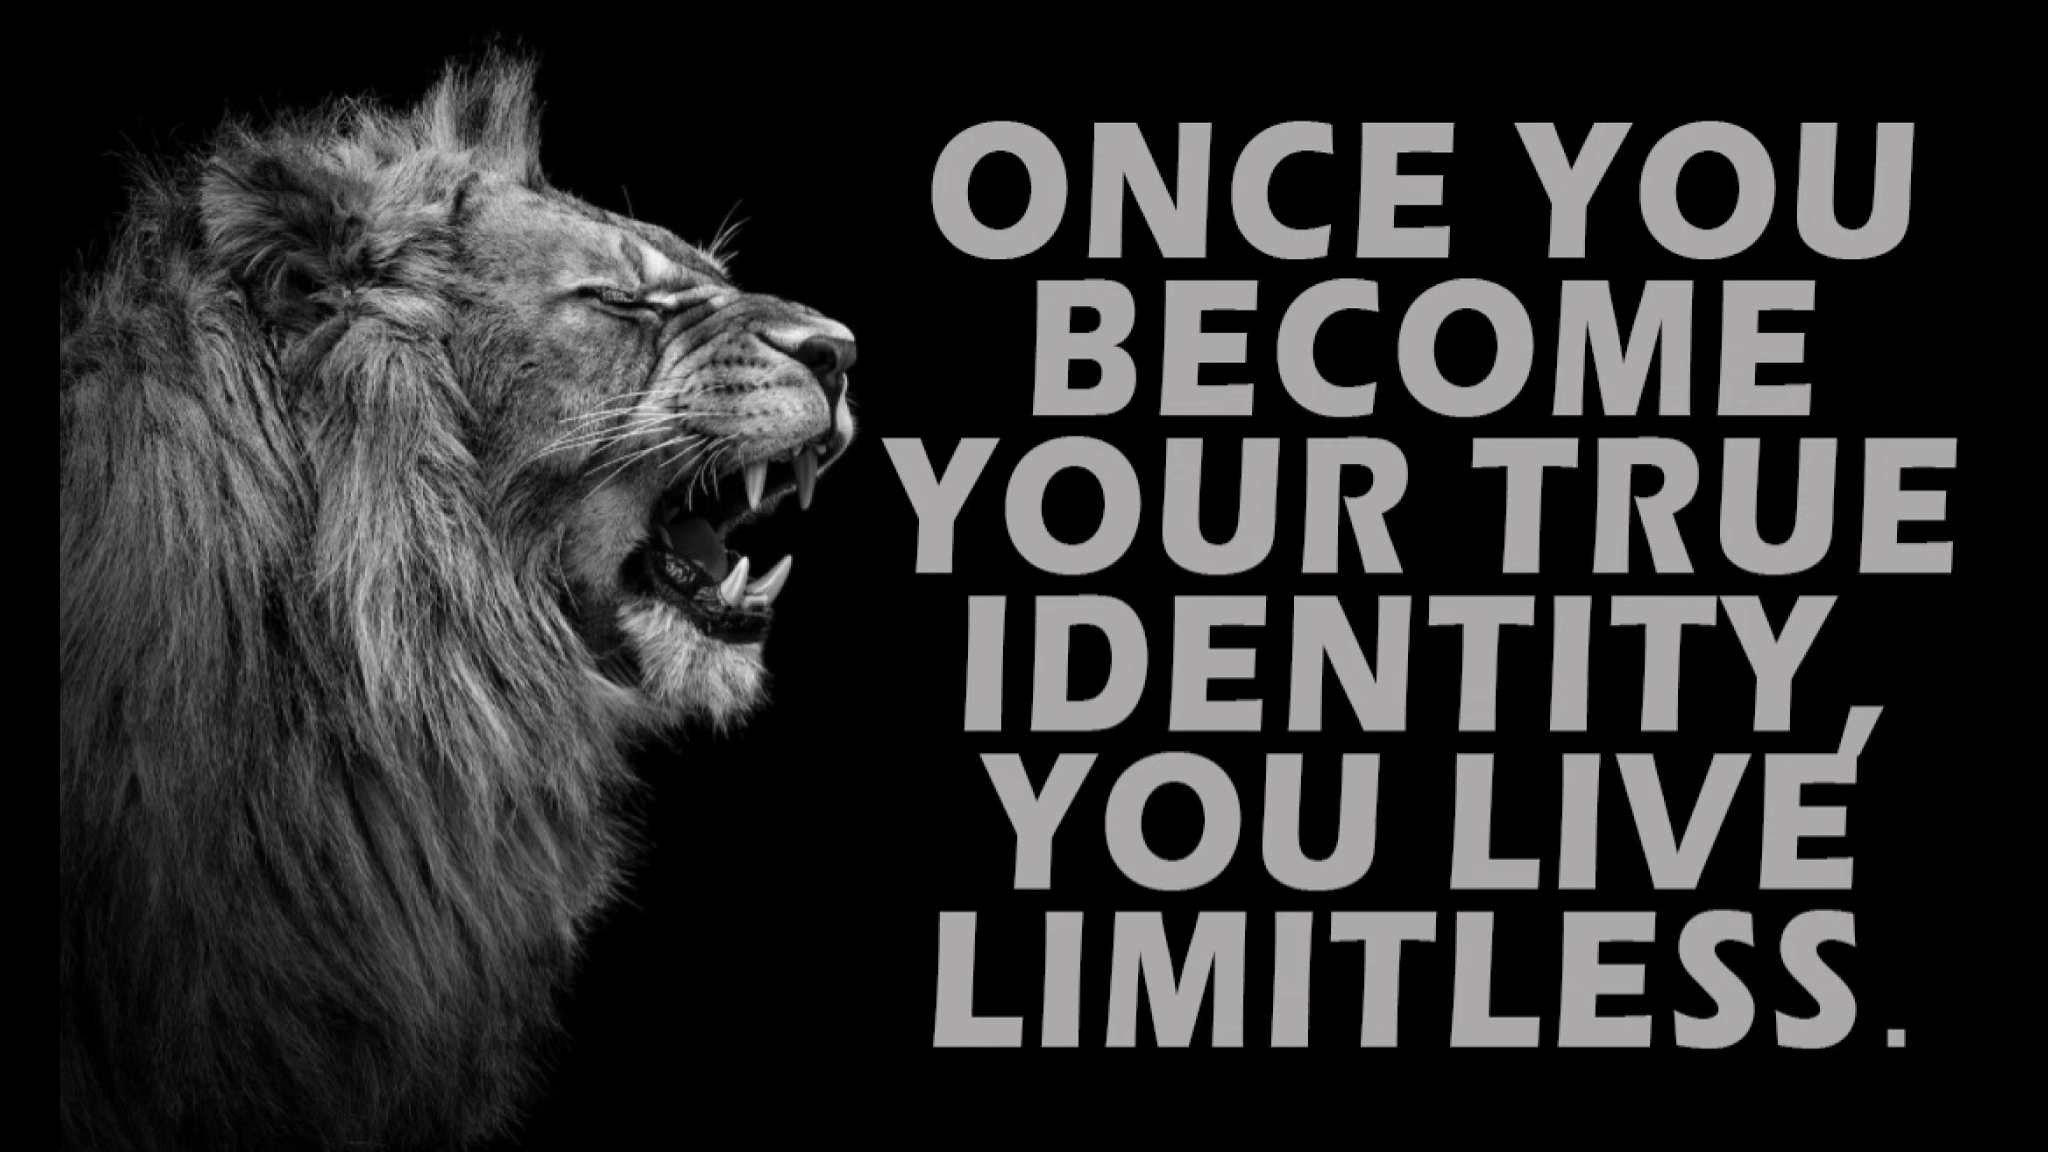 ONCE YOU
BECOME
YOUR TRUE
IDENTITY,
YOU LIVE
LIMITLESS.